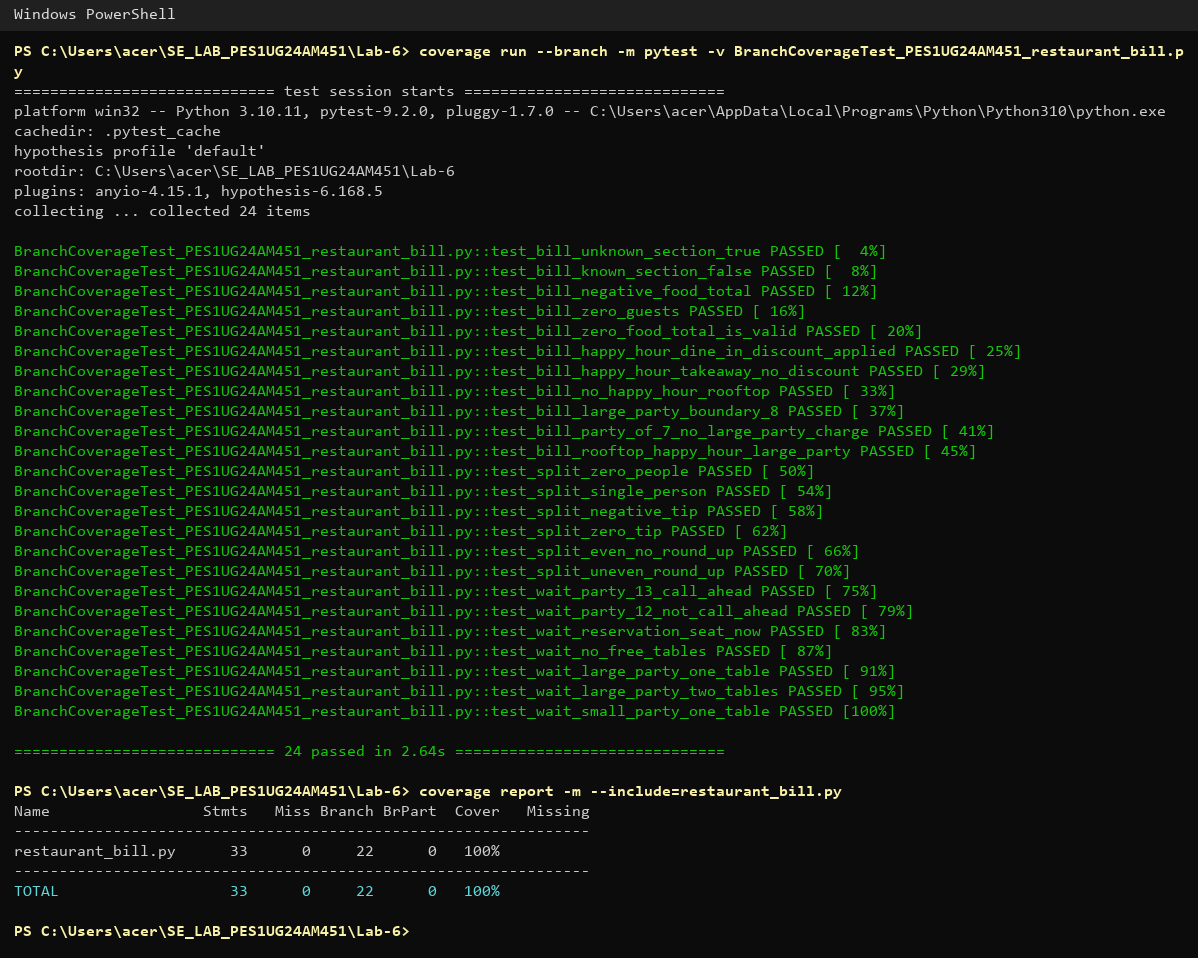 Windows PowerShell
PS C:\Users\acer\SE_LAB_PES1UG24AM451\Lab-6> coverage run --branch -m pytest -v BranchCoverageTest_PES1UG24AM451_restaurant_bill.p
y
============================= test session starts =============================
platform win32 -- Python 3.10.11, pytest-9.2.0, pluggy-1.7.0 -- C:\Users\acer\AppData\Local\Programs\Python\Python310\python.exe
cachedir: .pytest_cache
hypothesis profile 'default'
rootdir: C:\Users\acer\SE_LAB_PES1UG24AM451\Lab-6
plugins: anyio-4.15.1, hypothesis-6.168.5
collecting ... collected 24 items
BranchCoverageTest_PES1UG24AM451_restaurant_bill.py::test_bill_unknown_section_true PASSED [  4%]
BranchCoverageTest_PES1UG24AM451_restaurant_bill.py::test_bill_known_section_false PASSED [  8%]
BranchCoverageTest_PES1UG24AM451_restaurant_bill.py::test_bill_negative_food_total PASSED [ 12%]
BranchCoverageTest_PES1UG24AM451_restaurant_bill.py::test_bill_zero_guests PASSED [ 16%]
BranchCoverageTest_PES1UG24AM451_restaurant_bill.py::test_bill_zero_food_total_is_valid PASSED [ 20%]
BranchCoverageTest_PES1UG24AM451_restaurant_bill.py::test_bill_happy_hour_dine_in_discount_applied PASSED [ 25%]
BranchCoverageTest_PES1UG24AM451_restaurant_bill.py::test_bill_happy_hour_takeaway_no_discount PASSED [ 29%]
BranchCoverageTest_PES1UG24AM451_restaurant_bill.py::test_bill_no_happy_hour_rooftop PASSED [ 33%]
BranchCoverageTest_PES1UG24AM451_restaurant_bill.py::test_bill_large_party_boundary_8 PASSED [ 37%]
BranchCoverageTest_PES1UG24AM451_restaurant_bill.py::test_bill_party_of_7_no_large_party_charge PASSED [ 41%]
BranchCoverageTest_PES1UG24AM451_restaurant_bill.py::test_bill_rooftop_happy_hour_large_party PASSED [ 45%]
BranchCoverageTest_PES1UG24AM451_restaurant_bill.py::test_split_zero_people PASSED [ 50%]
BranchCoverageTest_PES1UG24AM451_restaurant_bill.py::test_split_single_person PASSED [ 54%]
BranchCoverageTest_PES1UG24AM451_restaurant_bill.py::test_split_negative_tip PASSED [ 58%]
BranchCoverageTest_PES1UG24AM451_restaurant_bill.py::test_split_zero_tip PASSED [ 62%]
BranchCoverageTest_PES1UG24AM451_restaurant_bill.py::test_split_even_no_round_up PASSED [ 66%]
BranchCoverageTest_PES1UG24AM451_restaurant_bill.py::test_split_uneven_round_up PASSED [ 70%]
BranchCoverageTest_PES1UG24AM451_restaurant_bill.py::test_wait_party_13_call_ahead PASSED [ 75%]
BranchCoverageTest_PES1UG24AM451_restaurant_bill.py::test_wait_party_12_not_call_ahead PASSED [ 79%]
BranchCoverageTest_PES1UG24AM451_restaurant_bill.py::test_wait_reservation_seat_now PASSED [ 83%]
BranchCoverageTest_PES1UG24AM451_restaurant_bill.py::test_wait_no_free_tables PASSED [ 87%]
BranchCoverageTest_PES1UG24AM451_restaurant_bill.py::test_wait_large_party_one_table PASSED [ 91%]
BranchCoverageTest_PES1UG24AM451_restaurant_bill.py::test_wait_large_party_two_tables PASSED [ 95%]
BranchCoverageTest_PES1UG24AM451_restaurant_bill.py::test_wait_small_party_one_table PASSED [100%]
============================= 24 passed in 2.64s ==============================
PS C:\Users\acer\SE_LAB_PES1UG24AM451\Lab-6> coverage report -m --include=restaurant_bill.py
Name                 Stmts   Miss Branch BrPart  Cover   Missing
----------------------------------------------------------------
restaurant_bill.py      33      0     22      0   100%
----------------------------------------------------------------
TOTAL                   33      0     22      0   100%
PS C:\Users\acer\SE_LAB_PES1UG24AM451\Lab-6>